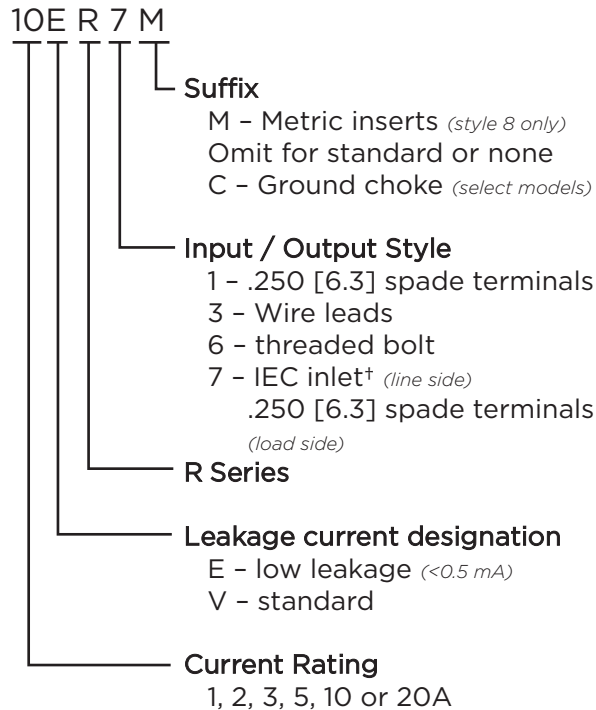 10E R 7 M
Suffix
M – Metric inserts (style 8 only)
Omit for standard or none
C – Ground choke (select models)
Input / Output Style
1 – .250 [6.3] spade terminals
3 – Wire leads
6 – threaded bolt
7 – IEC inlet† (line side)
.250 [6.3] spade terminals
(load side)
R Series
Leakage current designation
E – low leakage (<0.5 mA)
V – standard
Current Rating
1, 2, 3, 5, 10 or 20A